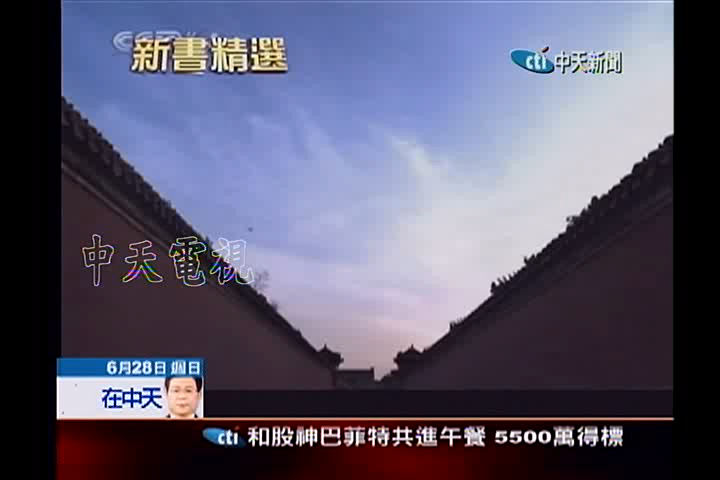 新書精選
cti 中天新聞
中天電視
6月28日 週日
在中天
cti 和股神巴菲特共進午餐 5500萬得標